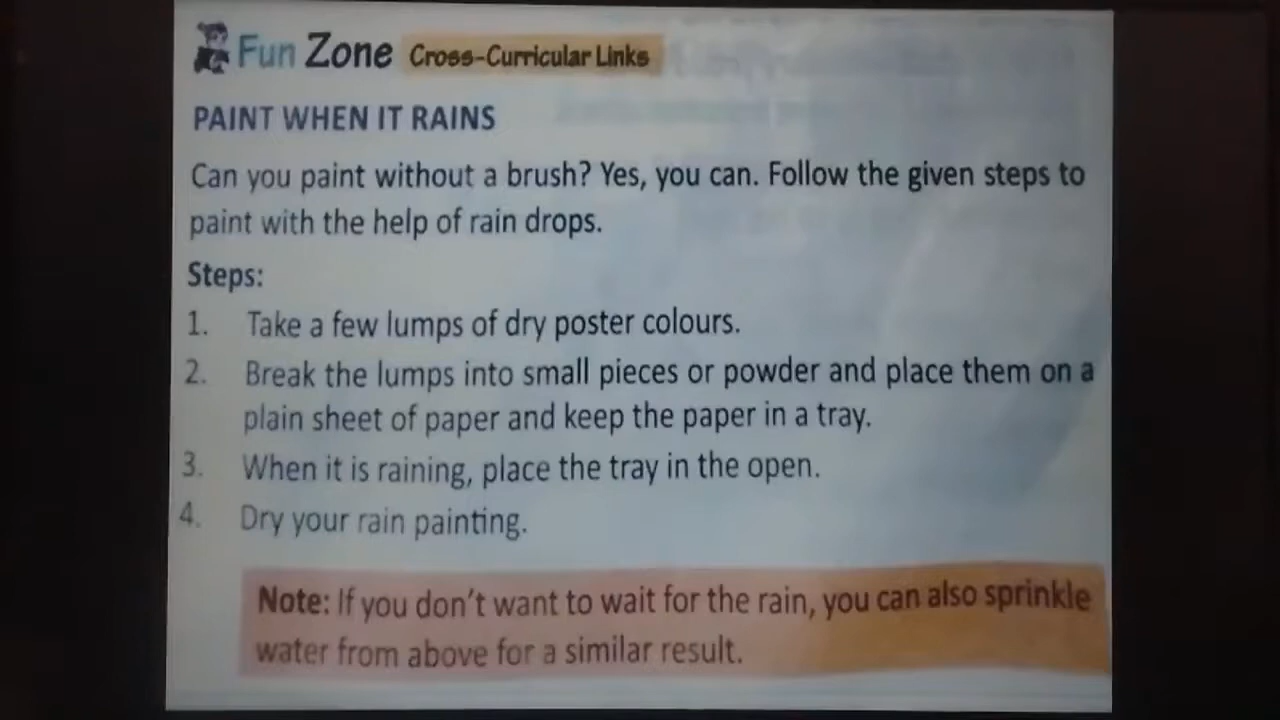 Fun Zone Cross-Curricular Links
PAINT WHEN IT RAINS
Can you paint without a brush? Yes, you can. Follow the given steps to
paint with the help of rain drops.
Steps:
1. Take a few lumps of dry poster colours.
2. Break the lumps into small pieces or powder and place them on a
plain sheet of paper and keep the paper in a tray.
3. When it is raining, place the tray in the open.
4. Dry your rain painting.
Note: If you don't want to wait for the rain, you can also sprinkle
water from above for a similar result.